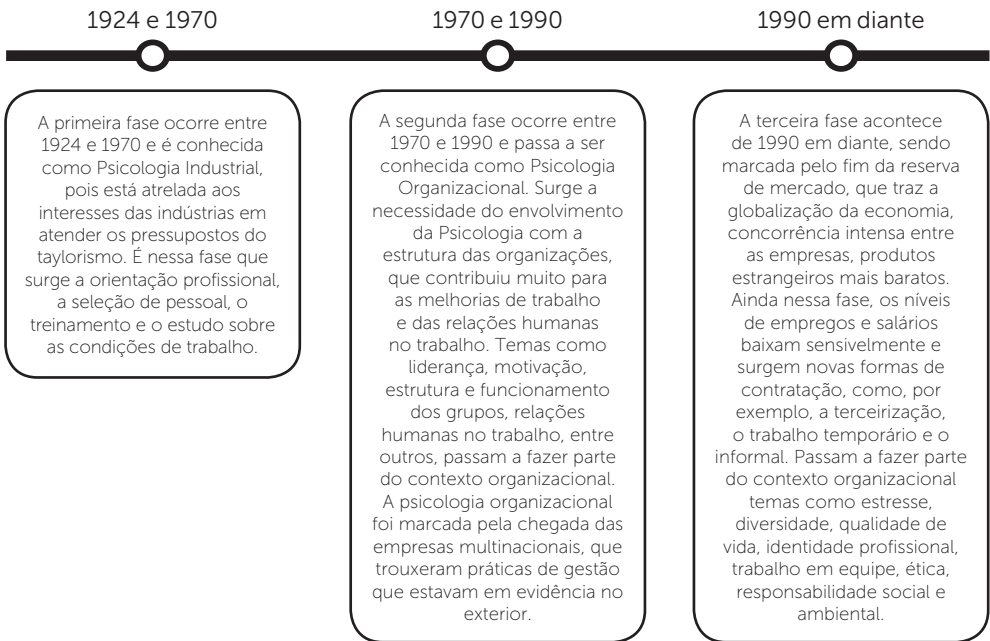 1924 e 1970
A primeira fase ocorre entre
1924 e 1970 e é conhecida
como Psicologia Industrial,
pois está atrelada aos
interesses das indústrias em
atender os pressupostos do
taylorismo. É nessa fase que
surge a orientação profissional,
a seleção de pessoal, o
treinamento e o estudo sobre
as condições de trabalho.
1970 e 1990
A segunda fase ocorre entre
1970 e 1990 e passa a ser
conhecida como Psicologia
Organizacional. Surge a
necessidade do envolvimento
da Psicologia com a
estrutura das organizações,
que contribuiu muito para
as melhorias de trabalho
e das relações humanas
no trabalho. Temas como
liderança, motivação,
estrutura e funcionamento
dos grupos, relações
humanas no trabalho, entre
outros, passam a fazer parte
do contexto organizacional.
A psicologia organizacional
foi marcada pela chegada das
empresas multinacionais, que
trouxeram práticas de gestão
que estavam em evidência no
exterior.
1990 em diante
A terceira fase acontece
de 1990 em diante, sendo
marcada pelo fim da reserva
de mercado, que traz a
globalização da economia,
concorrência intensa entre
as empresas, produtos
estrangeiros mais baratos.
Ainda nessa fase, os níveis
de empregos e salários
baixam sensivelmente e
surgem novas formas de
contratação, como, por
exemplo, a terceirização,
o trabalho temporário e o
informal. Passam a fazer parte
do contexto organizacional
temas como estresse,
diversidade, qualidade de
vida, identidade profissional,
trabalho em equipe, ética,
responsabilidade social e
ambiental.